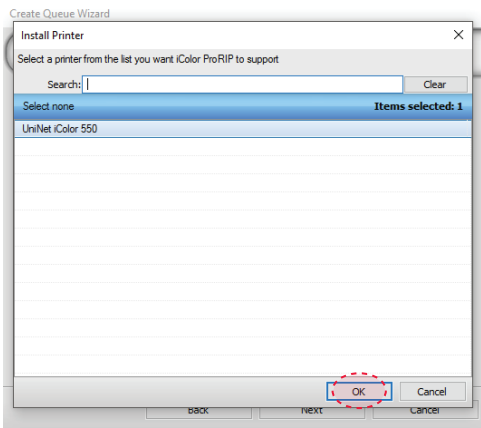 Create Queue Wizard
Install Printer
Select a printer from the list you want iColor ProRIP to support
Search:
Clear
Select none
Items selected: 1
UniNet iColor 550
OK
Cancel
Back
Next
Cancel